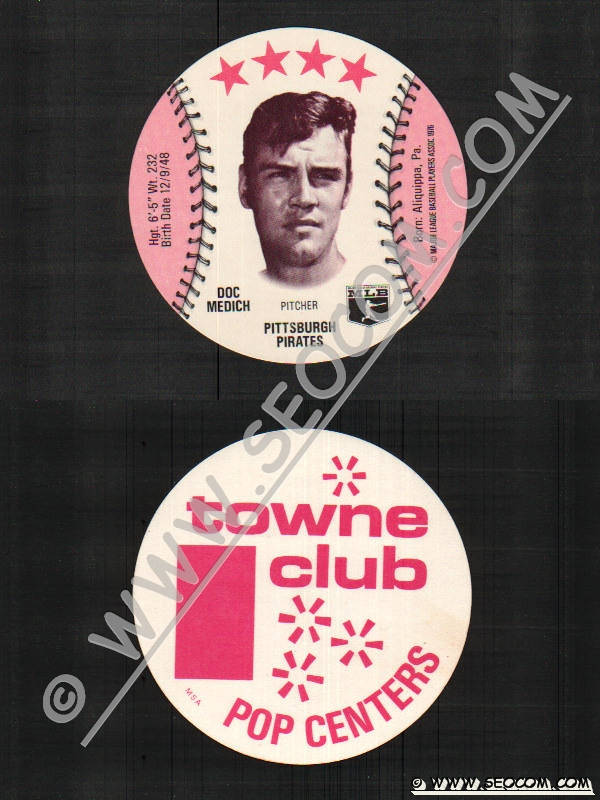 Hgt. 6'-5" Wt. 232
Birth Date 12/9/48
Born: Aliquippa, Pa.
© MAJOR LEAGUE BASEBALL PLAYERS ASSOC. 1976
DOC
MEDICH
PITCHER
MLB
PITTSBURGH
PIRATES
towne
club
POP CENTERS
MSA
© WWW.SEOCOM.COM
© WWW.SEOCOM.COM